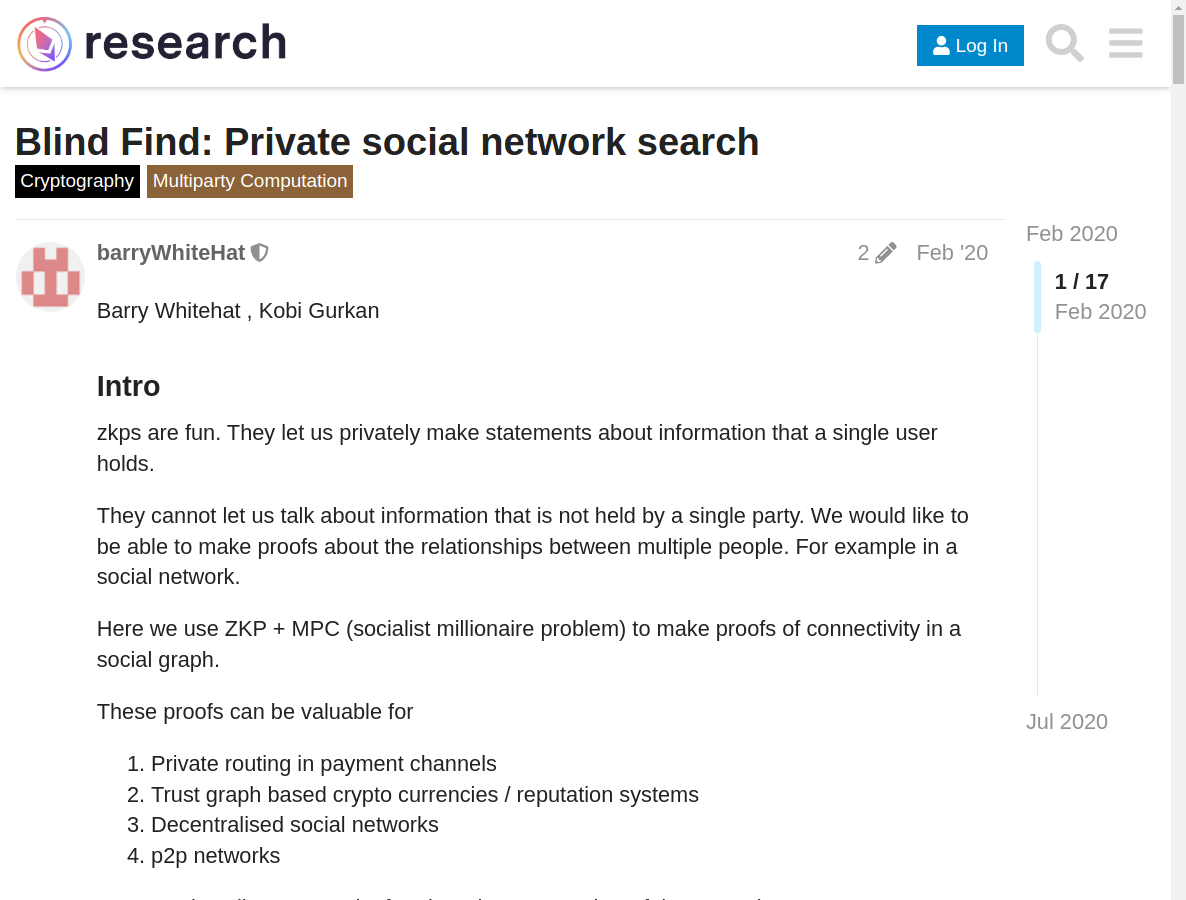 research
Log In
Blind Find: Private social network search
Cryptography Multiparty Computation
barryWhiteHat 2 Feb '20
Feb 2020
1 / 17
Feb 2020
Jul 2020
Barry Whitehat , Kobi Gurkan
Intro
zkps are fun. They let us privately make statements about information that a single user
holds.
They cannot let us talk about information that is not held by a single party. We would like to
be able to make proofs about the relationships between multiple people. For example in a
social network.
Here we use ZKP + MPC (socialist millionaire problem) to make proofs of connectivity in a
social graph.
These proofs can be valuable for
1. Private routing in payment channels
2. Trust graph based crypto currencies / reputation systems
3. Decentralised social networks
4. p2p networks